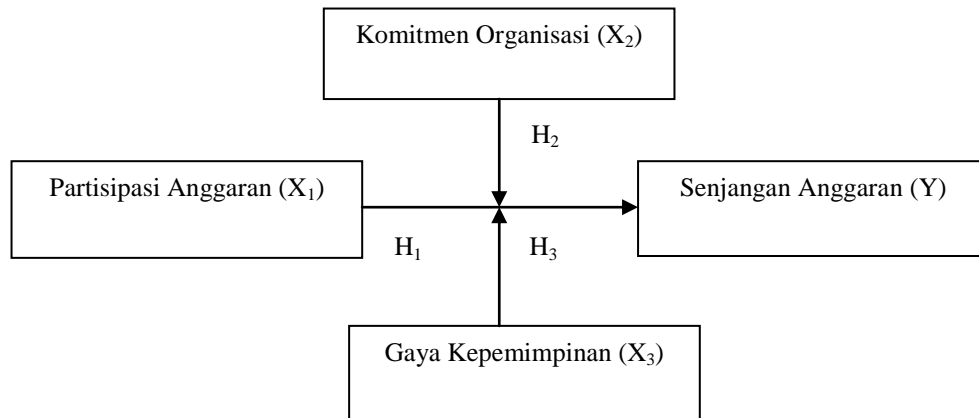 Komitmen Organisasi (X₂)
H₂
Partisipasi Anggaran (X₁)
Senjangan Anggaran (Y)
H₁
H₃
Gaya Kepemimpinan (X₃)